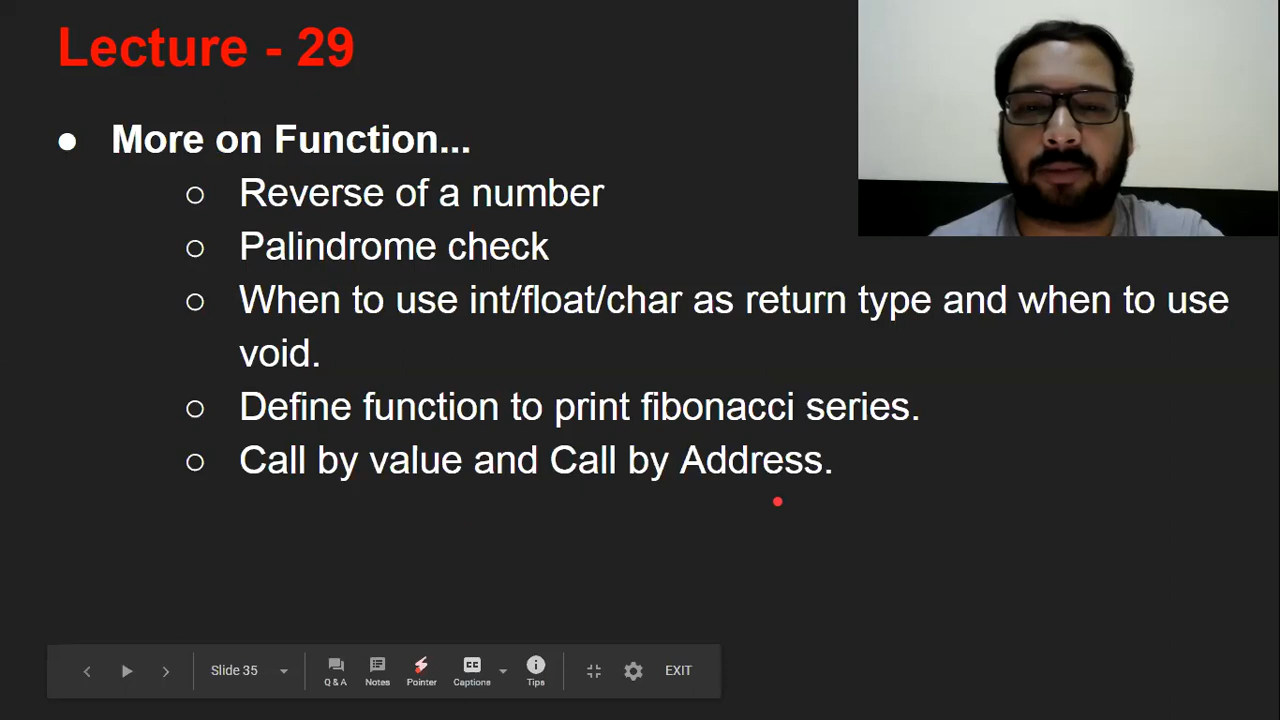 Lecture - 29
● More on Function...
○ Reverse of a number
○ Palindrome check
○ When to use int/float/char as return type and when to use
void.
○ Define function to print fibonacci series.
○ Call by value and Call by Address.
Slide 35
Q & A
Notes
Pointer
CC
Captions
Tips
EXIT